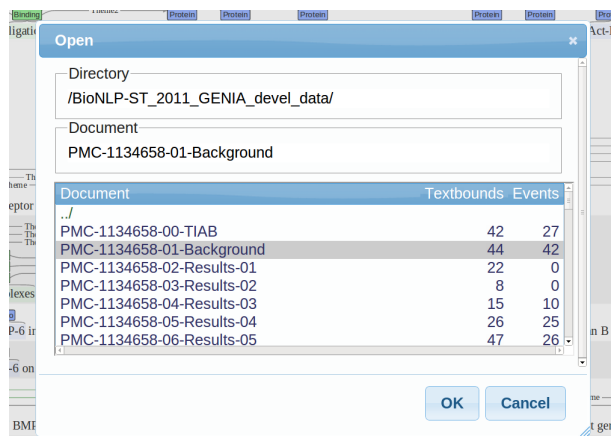 Binding Theme2 Protein Protein Protein Protein Protein
Open
Directory
/BioNLP-ST_2011_GENIA_devel_data/
Document
PMC-1134658-01-Background
Document Textbounds Events
../
PMC-1134658-00-TIAB 42 27
PMC-1134658-01-Background 44 42
PMC-1134658-02-Results-01 22 0
PMC-1134658-03-Results-02 8 0
PMC-1134658-04-Results-03 15 10
PMC-1134658-05-Results-04 26 25
PMC-1134658-06-Results-05 47 26
OK Cancel
BMP